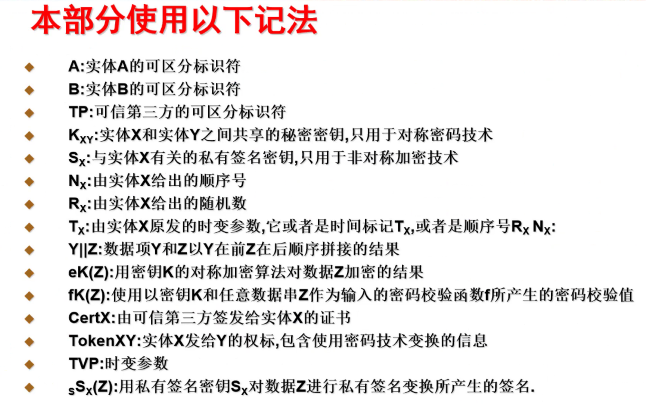 本部分使用以下记法
A:实体A的可区分标识符
B:实体B的可区分标识符
TP:可信第三方的可区分标识符
K_XY:实体X和实体Y之间共享的秘密密钥,只用于对称密码技术
S_X:与实体X有关的私有签名密钥,只用于非对称加密技术
N_X:由实体X给出的顺序号
R_X:由实体X给出的随机数
T_X:由实体X原发的时变参数,它或者是时间标记T_X,或者是顺序号R_X N_X:
Y||Z:数据项Y和Z以Y在前Z在后顺序拼接的结果
eK(Z):用密钥K的对称加密算法对数据Z加密的结果
fK(Z):使用以密钥K和任意数据串Z作为输入的密码校验函数f所产生的密码校验值
CertX:由可信第三方签发给实体X的证书
TokenXY:实体X发给Y的权标,包含使用密码技术变换的信息
TVP:时变参数
sS_X(Z):用私有签名密钥S_X对数据Z进行私有签名变换所产生的签名.